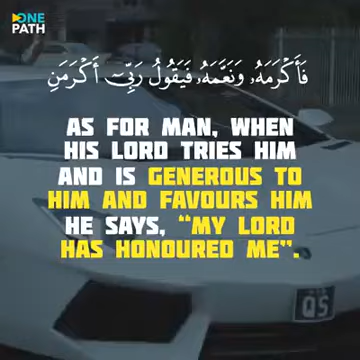 ONE
PATH
فَأَكْرَمَهُۥ وَنَعَّمَهُۥ فَيَقُولُ رَبِّىٓ أَكْرَمَنِ
AS FOR MAN, WHEN
HIS LORD TRIES HIM
AND IS GENEROUS TO
HIM AND FAVOURS HIM
HE SAYS, “MY LORD
HAS HONOURED ME”.
QS